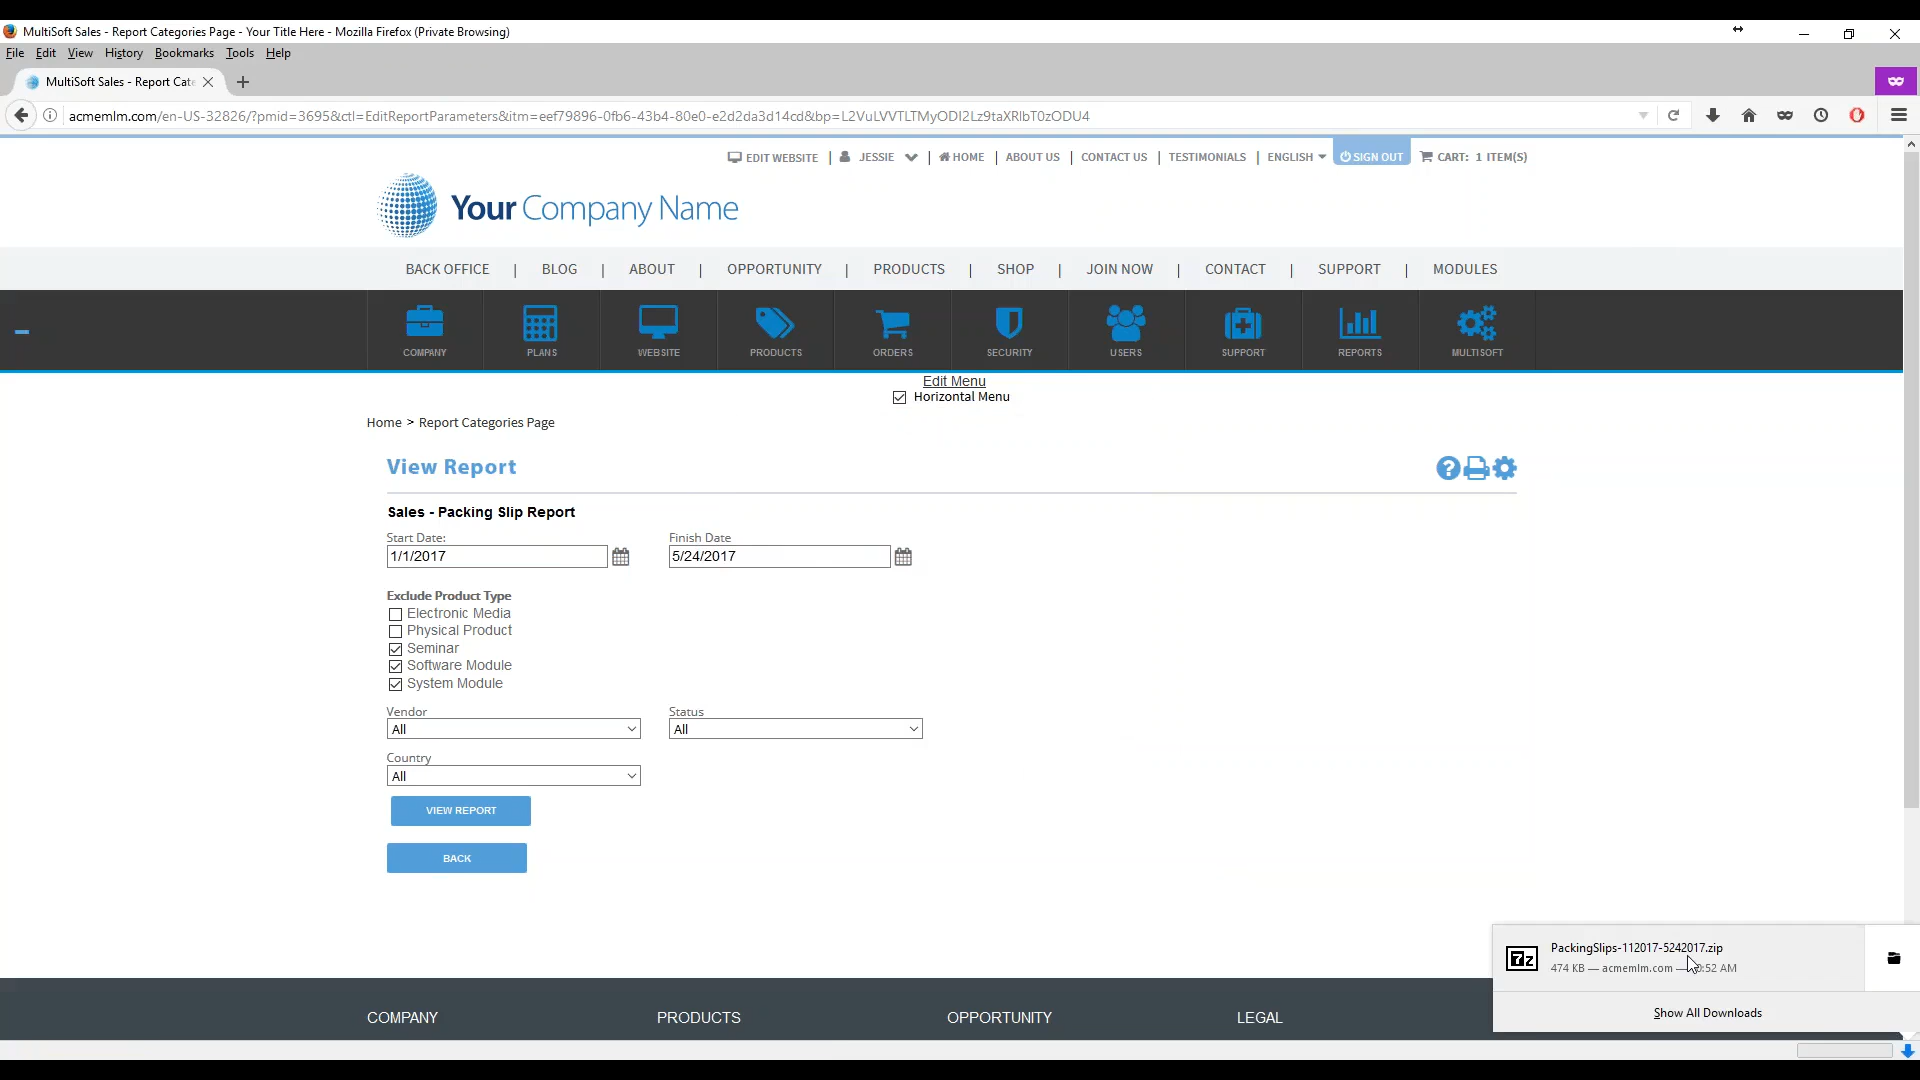 MultiSoft Sales - Report Categories Page - Your Title Here - Mozilla Firefox (Private Browsing)
File Edit View History Bookmarks Tools Help
MultiSoft Sales - Report Cate
acmemlm.com/en-US-32826/?pmid=3695&ctl=EditReportParameters&itm=eef79896-0fb6-43b4-80e0-e2d2da3d14cd&bp=L2VuLVVTLTMyODI2Lz9taXRlbT0zODU4
EDIT WEBSITE | JESSIE | HOME | ABOUT US | CONTACT US | TESTIMONIALS | ENGLISH SIGN OUT CART: 1 ITEM(S)
Your Company Name
BACK OFFICE | BLOG | ABOUT | OPPORTUNITY | PRODUCTS | SHOP | JOIN NOW | CONTACT | SUPPORT | MODULES
COMPANY PLANS WEBSITE PRODUCTS ORDERS SECURITY USERS SUPPORT REPORTS MULTISOFT
Edit Menu
Horizontal Menu
Home > Report Categories Page
View Report
Sales - Packing Slip Report
Start Date: Finish Date
1/1/2017 5/24/2017
Exclude Product Type
Electronic Media
Physical Product
Seminar
Software Module
System Module
Vendor Status
All All
Country
All
VIEW REPORT
BACK
7z PackingSlips-112017-5242017.zip
474 KB — acmemlm.com — :52 AM
Show All Downloads
COMPANY PRODUCTS OPPORTUNITY LEGAL